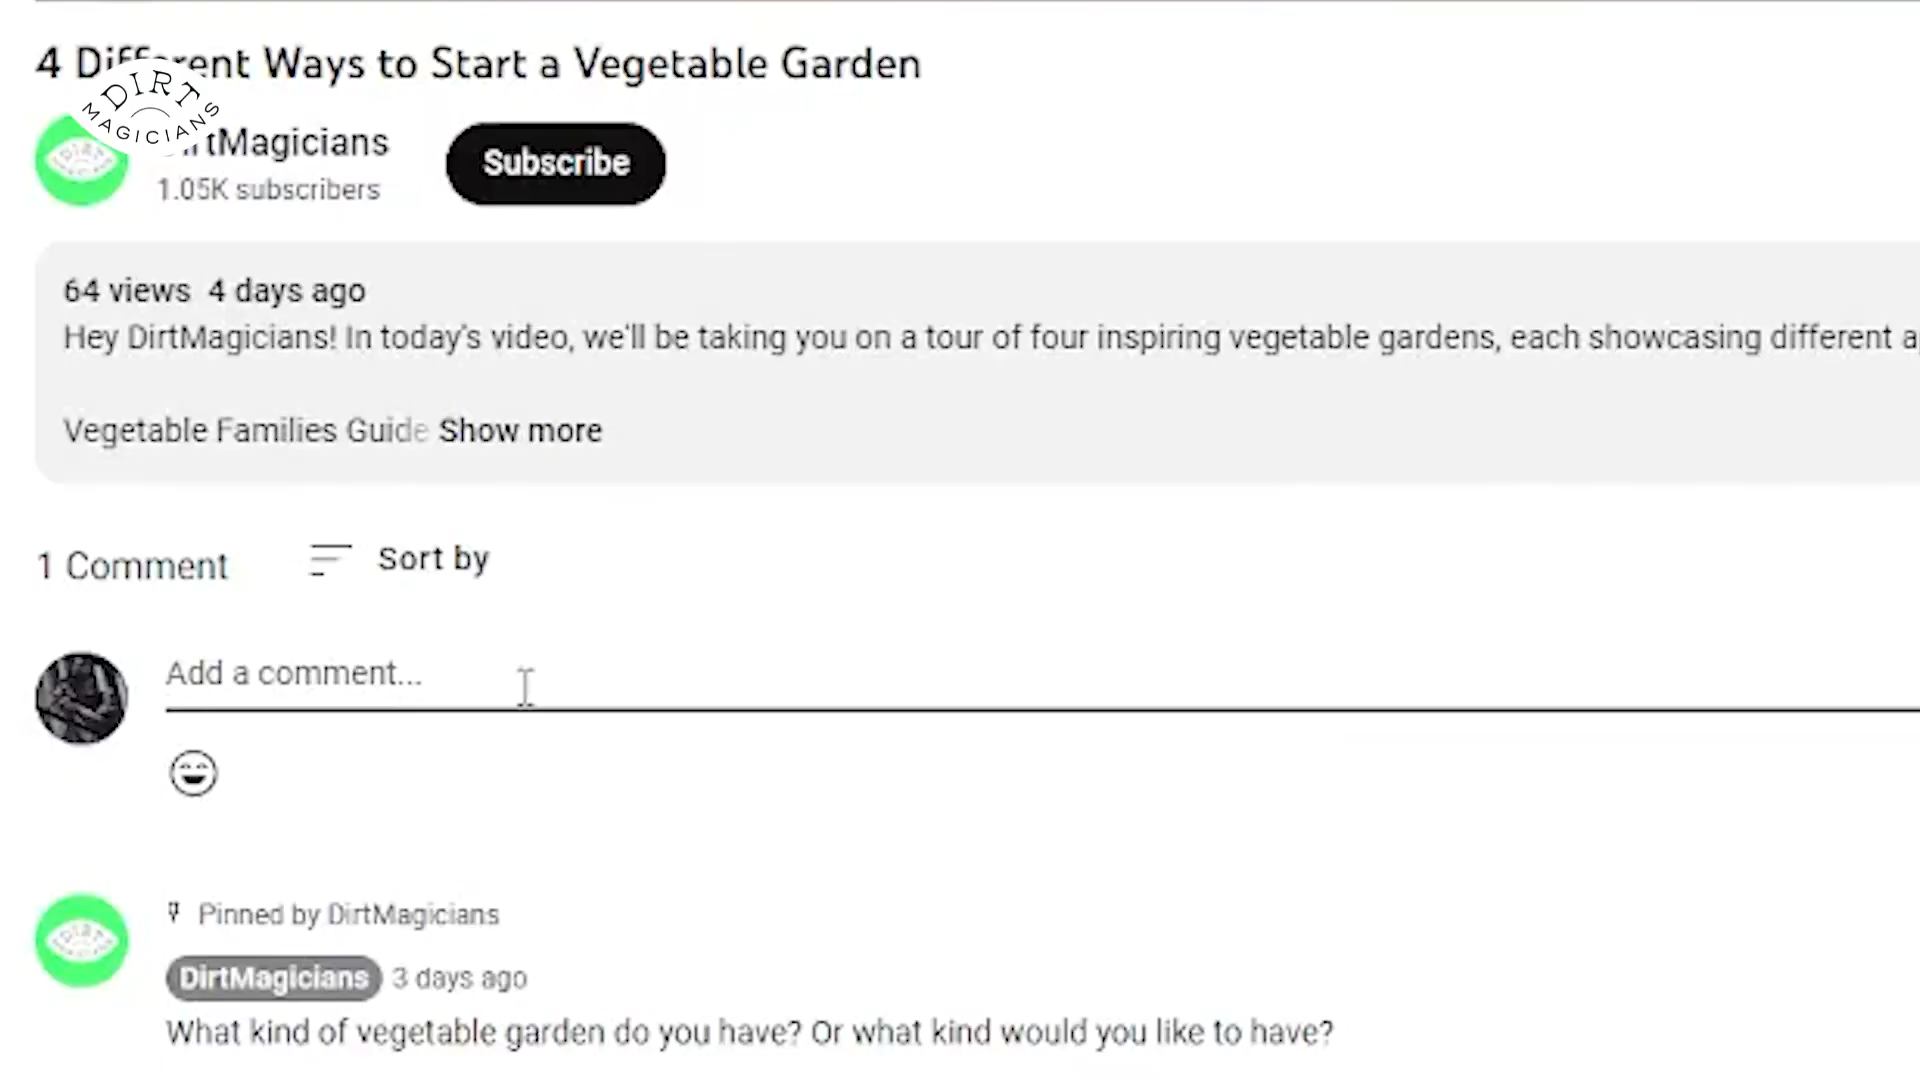 4 Different Ways to Start a Vegetable Garden
DIRT
MAGICIANS
DirtMagicians
Subscribe
1.05K subscribers
64 views 4 days ago
Hey DirtMagicians! In today's video, we'll be taking you on a tour of four inspiring vegetable gardens, each showcasing different a
Vegetable Families Guide Show more
1 Comment
Sort by
Add a comment...
Pinned by DirtMagicians
DirtMagicians 3 days ago
What kind of vegetable garden do you have? Or what kind would you like to have?